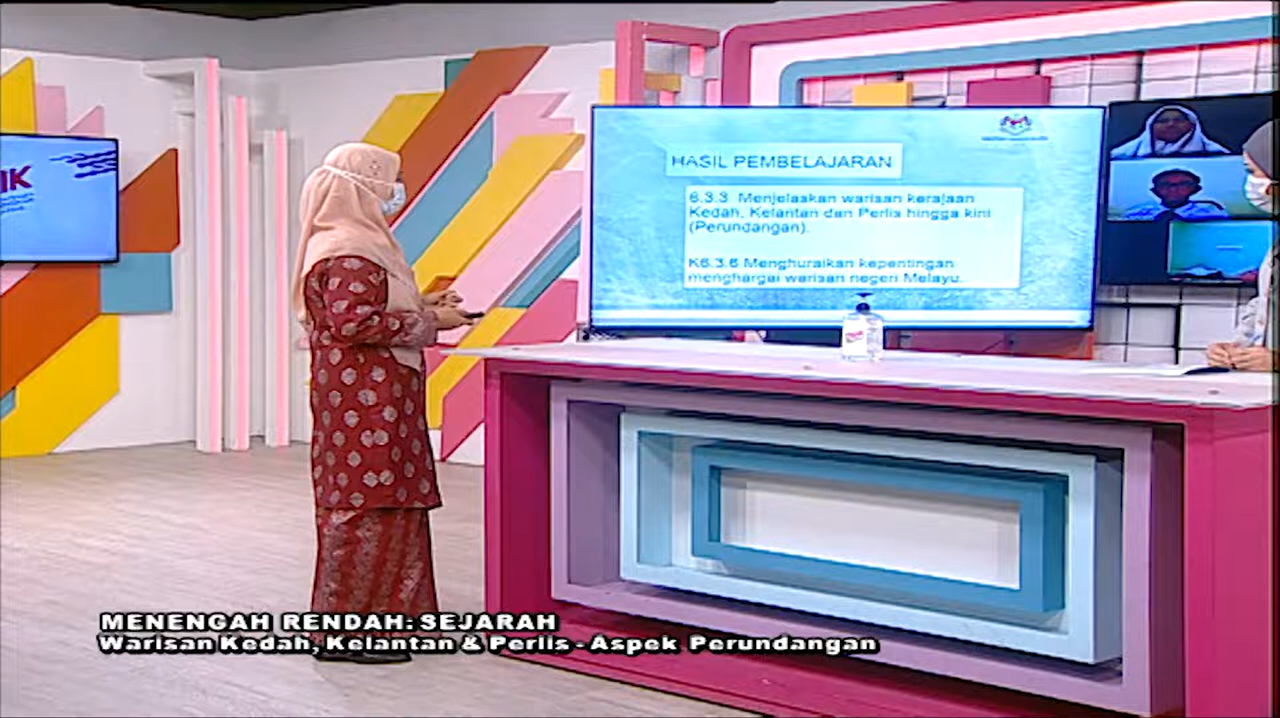 IK
HASIL PEMBELAJARAN
6.3.3 Menjelaskan warisan kerajaan
Kedah, Kelantan dan Perlis hingga kini
(Perundangan).
K6.3.6 Menghuraikan kepentingan
menghargai warisan negeri Melayu.
MENENGAH RENDAH: SEJARAH
Warisan Kedah, Kelantan & Perlis - Aspek Perundangan